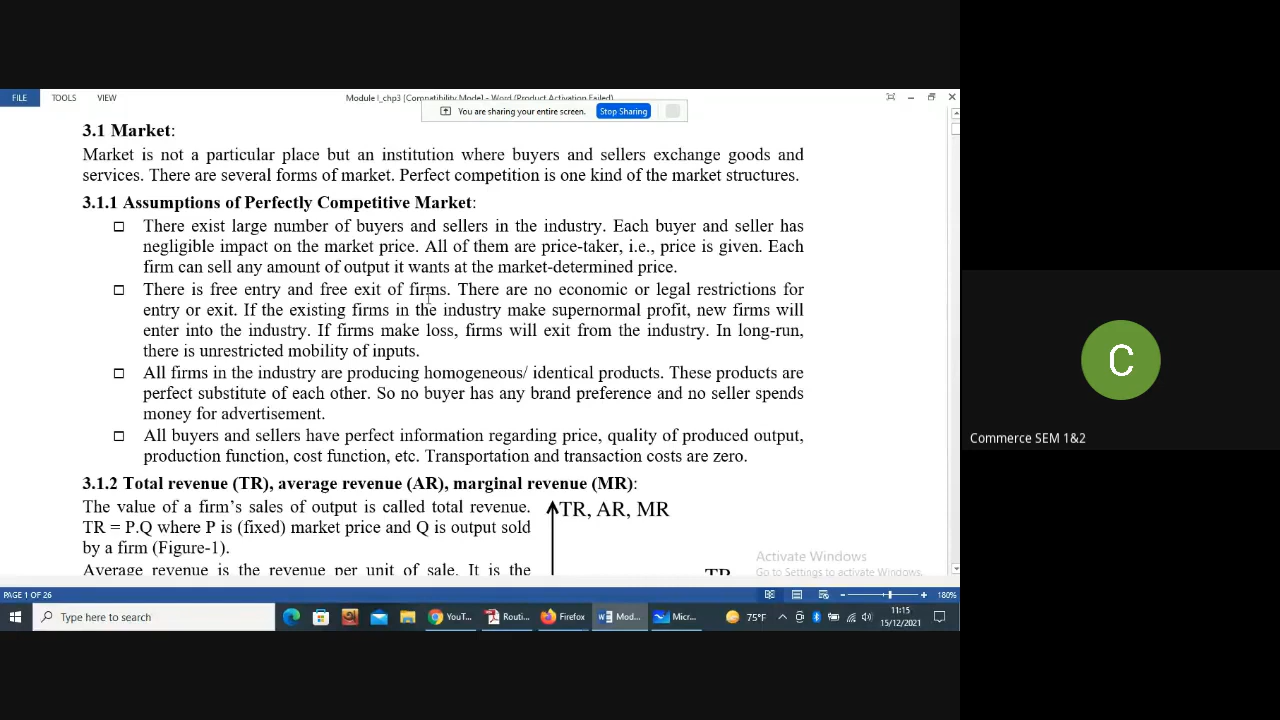 FILE TOOLS VIEW Module I_chp3 [Compatibility Mode] - Word (Product Activation Failed)
You are sharing your entire screen. Stop Sharing
3.1 Market:
Market is not a particular place but an institution where buyers and sellers exchange goods and
services. There are several forms of market. Perfect competition is one kind of the market structures.
3.1.1 Assumptions of Perfectly Competitive Market:
There exist large number of buyers and sellers in the industry. Each buyer and seller has
negligible impact on the market price. All of them are price-taker, i.e., price is given. Each
firm can sell any amount of output it wants at the market-determined price.
There is free entry and free exit of firms. There are no economic or legal restrictions for
entry or exit. If the existing firms in the industry make supernormal profit, new firms will
enter into the industry. If firms make loss, firms will exit from the industry. In long-run,
there is unrestricted mobility of inputs.
All firms in the industry are producing homogeneous/ identical products. These products are
perfect substitute of each other. So no buyer has any brand preference and no seller spends
money for advertisement.
All buyers and sellers have perfect information regarding price, quality of produced output,
production function, cost function, etc. Transportation and transaction costs are zero.
3.1.2 Total revenue (TR), average revenue (AR), marginal revenue (MR):
The value of a firm's sales of output is called total revenue.
TR = P.Q where P is (fixed) market price and Q is output sold
by a firm (Figure-1).
Average revenue is the revenue per unit of sale. It is the
TR, AR, MR
TR
Activate Windows
Go to Settings to activate Windows.
PAGE 1 OF 26
180%
Type here to search
YouT... Routi... Firefox Mod... Micr...
75°F
11:15
15/12/2021
C
Commerce SEM 1&2